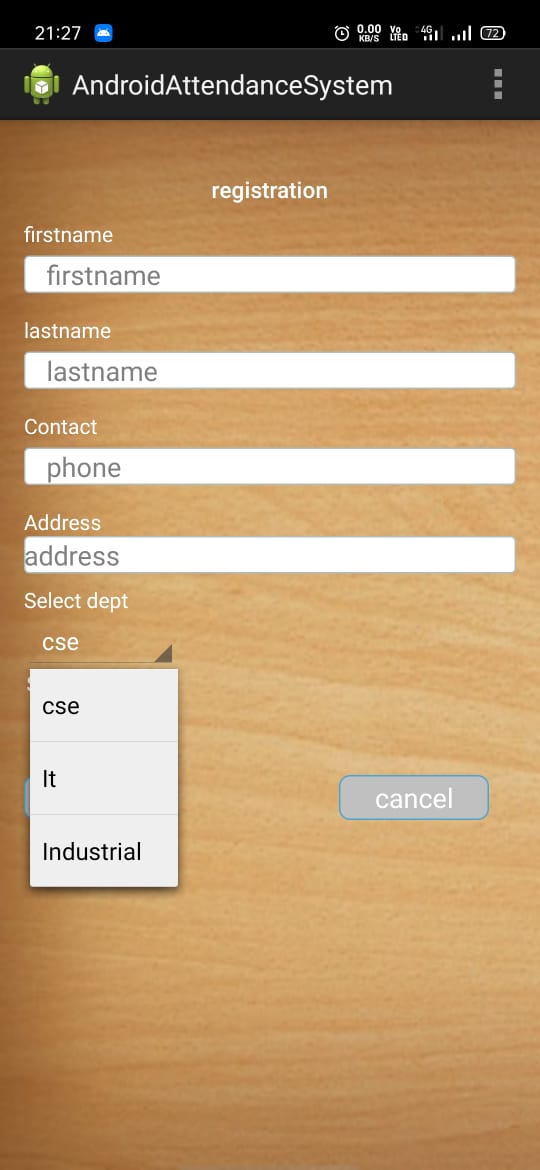 21:27 0.00 KB/S Vo LTED 4G 72
AndroidAttendanceSystem
registration
firstname
firstname
lastname
lastname
Contact
phone
Address
address
Select dept
cse
cse
It
Industrial
cancel